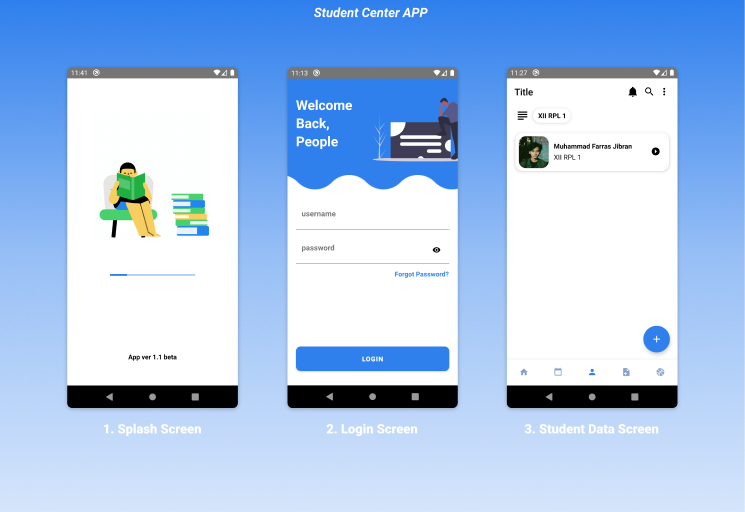 Student Center APP
11:41
App ver 1.1 beta
1. Splash Screen
11:13
Welcome
Back,
People
username
password
Forgot Password?
LOGIN
2. Login Screen
11:27
Title
XII RPL 1
Muhammad Farras Jibran
XII RPL 1
3. Student Data Screen